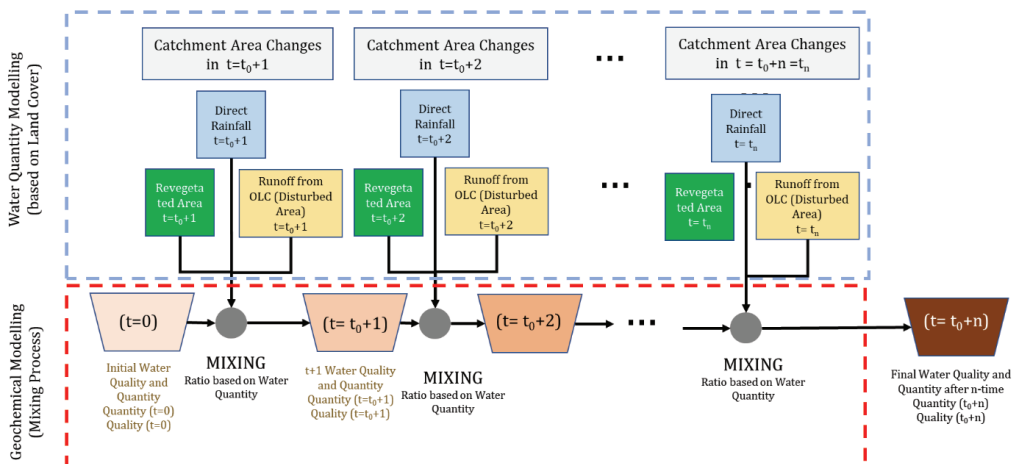 Water Quantity Modelling
(based on Land Cover)
Catchment Area Changes
in t=t₀+1
Catchment Area Changes
in t=t₀+2
...
Catchment Area Changes
in t = t₀+n =tₙ
...
Direct
Rainfall
t=t₀+1
Direct
Rainfall
t=t₀+2
Direct
Rainfall
t= tₙ
Revegeta
ted Area
t=t₀+1
Runoff from
OLC (Disturbed
Area)
t=t₀+1
Revegeta
ted Area
t=t₀+2
Runoff from
OLC (Disturbed
Area)
t=t₀+2
...
Revegeta
ted Area
t= tₙ
Runoff from
OLC (Disturbed
Area)
t= tₙ
Geochemical Modelling
(Mixing Process)
(t=0)
(t= t₀+1)
(t= t₀+2)
...
(t= t₀+n)
Initial Water
Quality and
Quantity
Quantity (t=0)
Quality (t=0)
MIXING
Ratio based on Water
Quantity
t+1 Water Quality
and Quantity
Quantity (t=t₀+1)
Quality (t=t₀+1)
MIXING
Ratio based on Water
Quantity
MIXING
Ratio based on Water
Quantity
Final Water Quality and
Quantity after n-time
Quantity (t₀+n)
Quality (t₀+n)